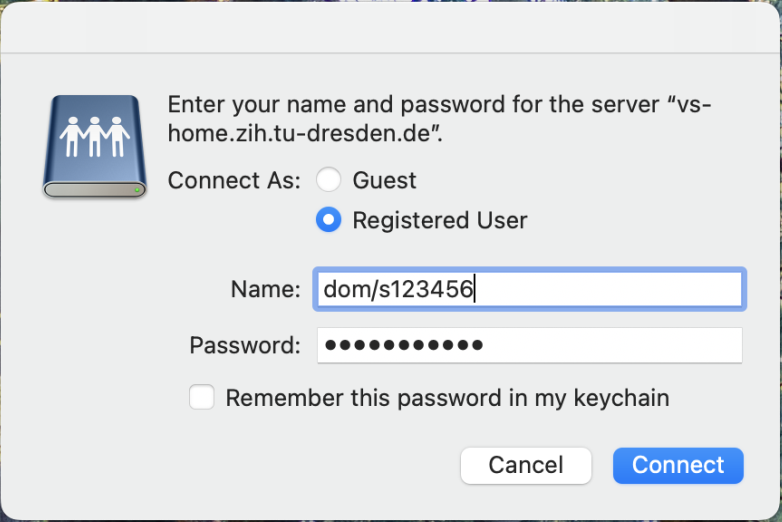 Enter your name and password for the server “vs-
home.zih.tu-dresden.de”.
Connect As: Guest
Registered User
Name: dom/s123456
Password: •••••••••••
Remember this password in my keychain
Cancel Connect